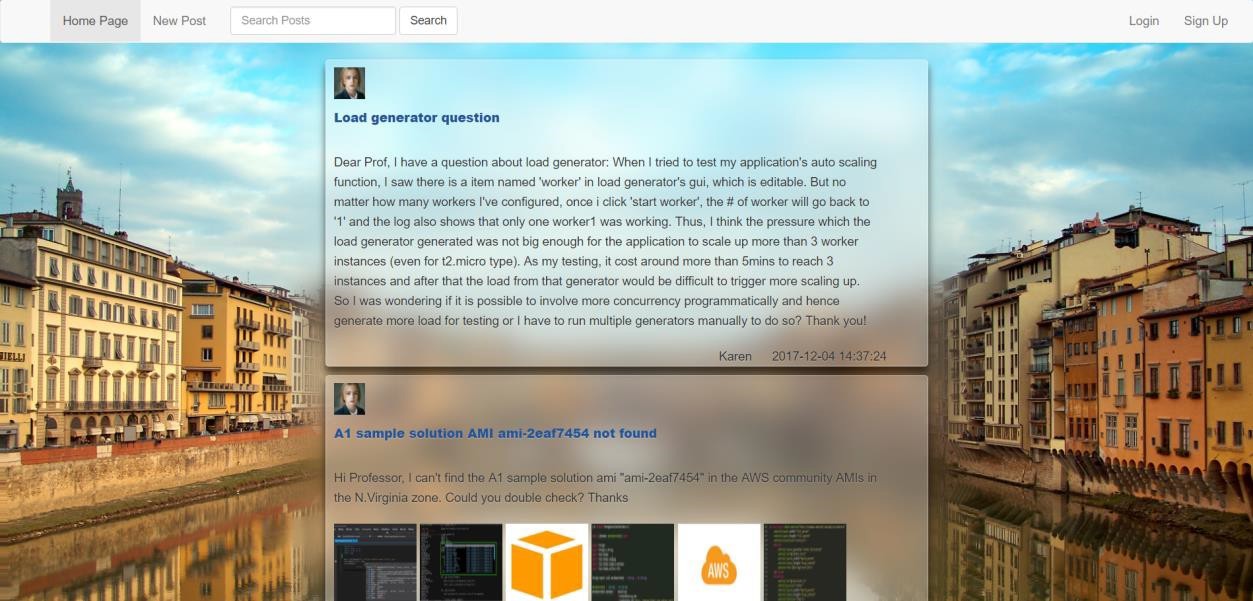 Home Page New Post Search Posts Search Login Sign Up
Load generator question
Dear Prof, I have a question about load generator: When I tried to test my application's auto scaling
function, I saw there is a item named 'worker' in load generator's gui, which is editable. But no
matter how many workers I've configured, once i click 'start worker', the # of worker will go back to
'1' and the log also shows that only one worker1 was working. Thus, I think the pressure which the
load generator generated was not big enough for the application to scale up more than 3 worker
instances (even for t2.micro type). As my testing, it cost around more than 5mins to reach 3
instances and after that the load from that generator would be difficult to trigger more scaling up.
So I was wondering if it is possible to involve more concurrency programmatically and hence
generate more load for testing or I have to run multiple generators manually to do so? Thank you!
Karen 2017-12-04 14:37:24
A1 sample solution AMI ami-2eaf7454 not found
Hi Professor, I can't find the A1 sample solution ami "ami-2eaf7454" in the AWS community AMIs in
the N.Virginia zone. Could you double check? Thanks
AWS